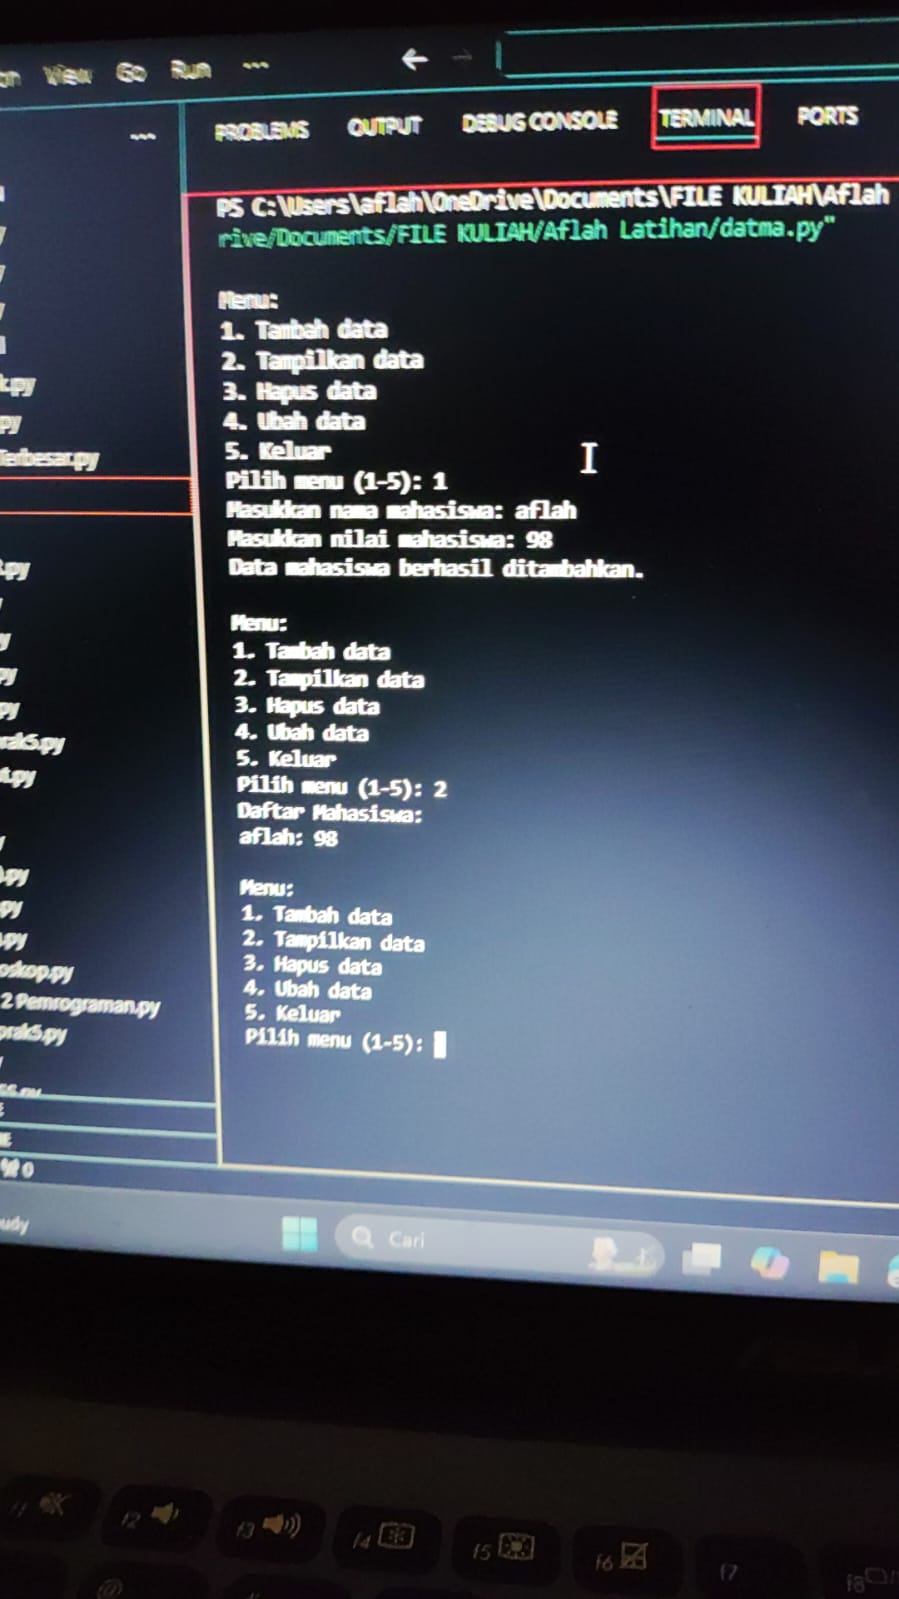 View Go Run ...
...
PROBLEMS OUTPUT DEBUG CONSOLE TERMINAL PORTS
PS C:\Users\aflah\OneDrive\Documents\FILE KULIAH\Aflah
rive/Documents/FILE KULIAH/Aflah Latihan/datma.py"
Menu:
1. Tambah data
2. Tampilkan data
3. Hapus data
4. Ubah data
5. Keluar
Pilih menu (1-5): 1
Masukkan nama mahasiswa: aflah
Masukkan nilai mahasiswa: 98
Data mahasiswa berhasil ditambahkan.
Menu:
1. Tambah data
2. Tampilkan data
3. Hapus data
4. Ubah data
5. Keluar
Pilih menu (1-5): 2
Daftar Mahasiswa:
aflah: 98
Menu:
1. Tambah data
2. Tampilkan data
3. Hapus data
4. Ubah data
5. Keluar
Pilih menu (1-5):
k.py
py
Terbesar.py
.py
py
py
rak5.py
.py
.py
py
.py
oskop.py
2 Pemrograman.py
prak5.py
0
udy
Cari
f2 f3 f4 f5 f6 f7 f8